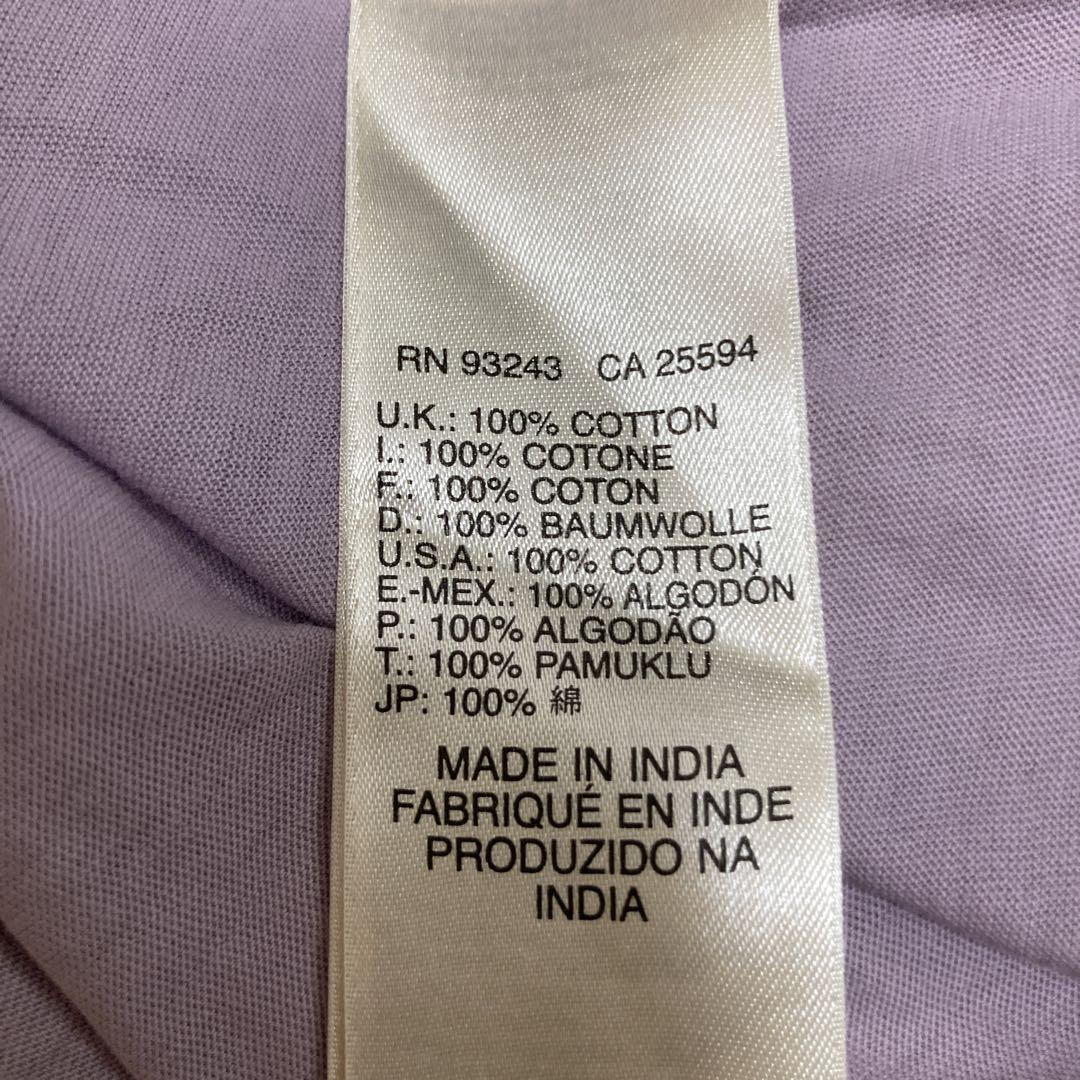 RN 93243 CA 25594
U.K.: 100% COTTON
I.: 100% COTONE
F.: 100% COTON
D.: 100% BAUMWOLLE
U.S.A.: 100% COTTON
E.-MEX.: 100% ALGODÓN
P.: 100% ALGODÃO
T.: 100% PAMUKLU
JP: 100% 綿
MADE IN INDIA
FABRIQUÉ EN INDE
PRODUZIDO NA
INDIA